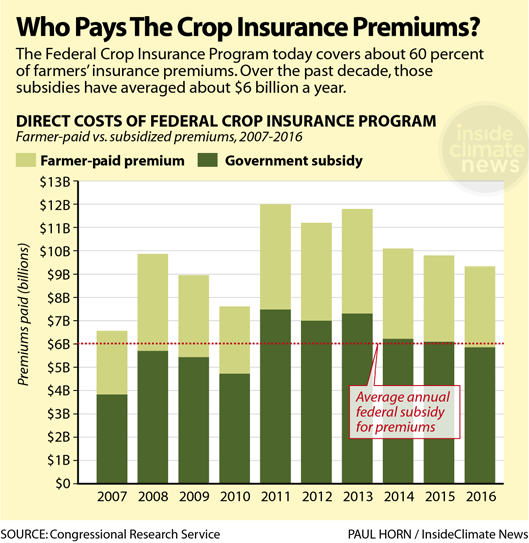 Who Pays The Crop Insurance Premiums?
The Federal Crop Insurance Program today covers about 60 percent
of farmers' insurance premiums. Over the past decade, those
subsidies have averaged about $6 billion a year.
DIRECT COSTS OF FEDERAL CROP INSURANCE PROGRAM
Farmer-paid vs. subsidized premiums, 2007-2016
inside
climate
news
Farmer-paid premium
Government subsidy
Premiums paid (billions)
$13B
$12B
$11B
$10B
$9B
$8B
$7B
$6B
$5B
$4B
$3B
$2B
$1B
$0
Average annual
federal subsidy
for premiums
2007 2008 2009 2010 2011 2012 2013 2014 2015 2016
SOURCE: Congressional Research Service
PAUL HORN / InsideClimate News